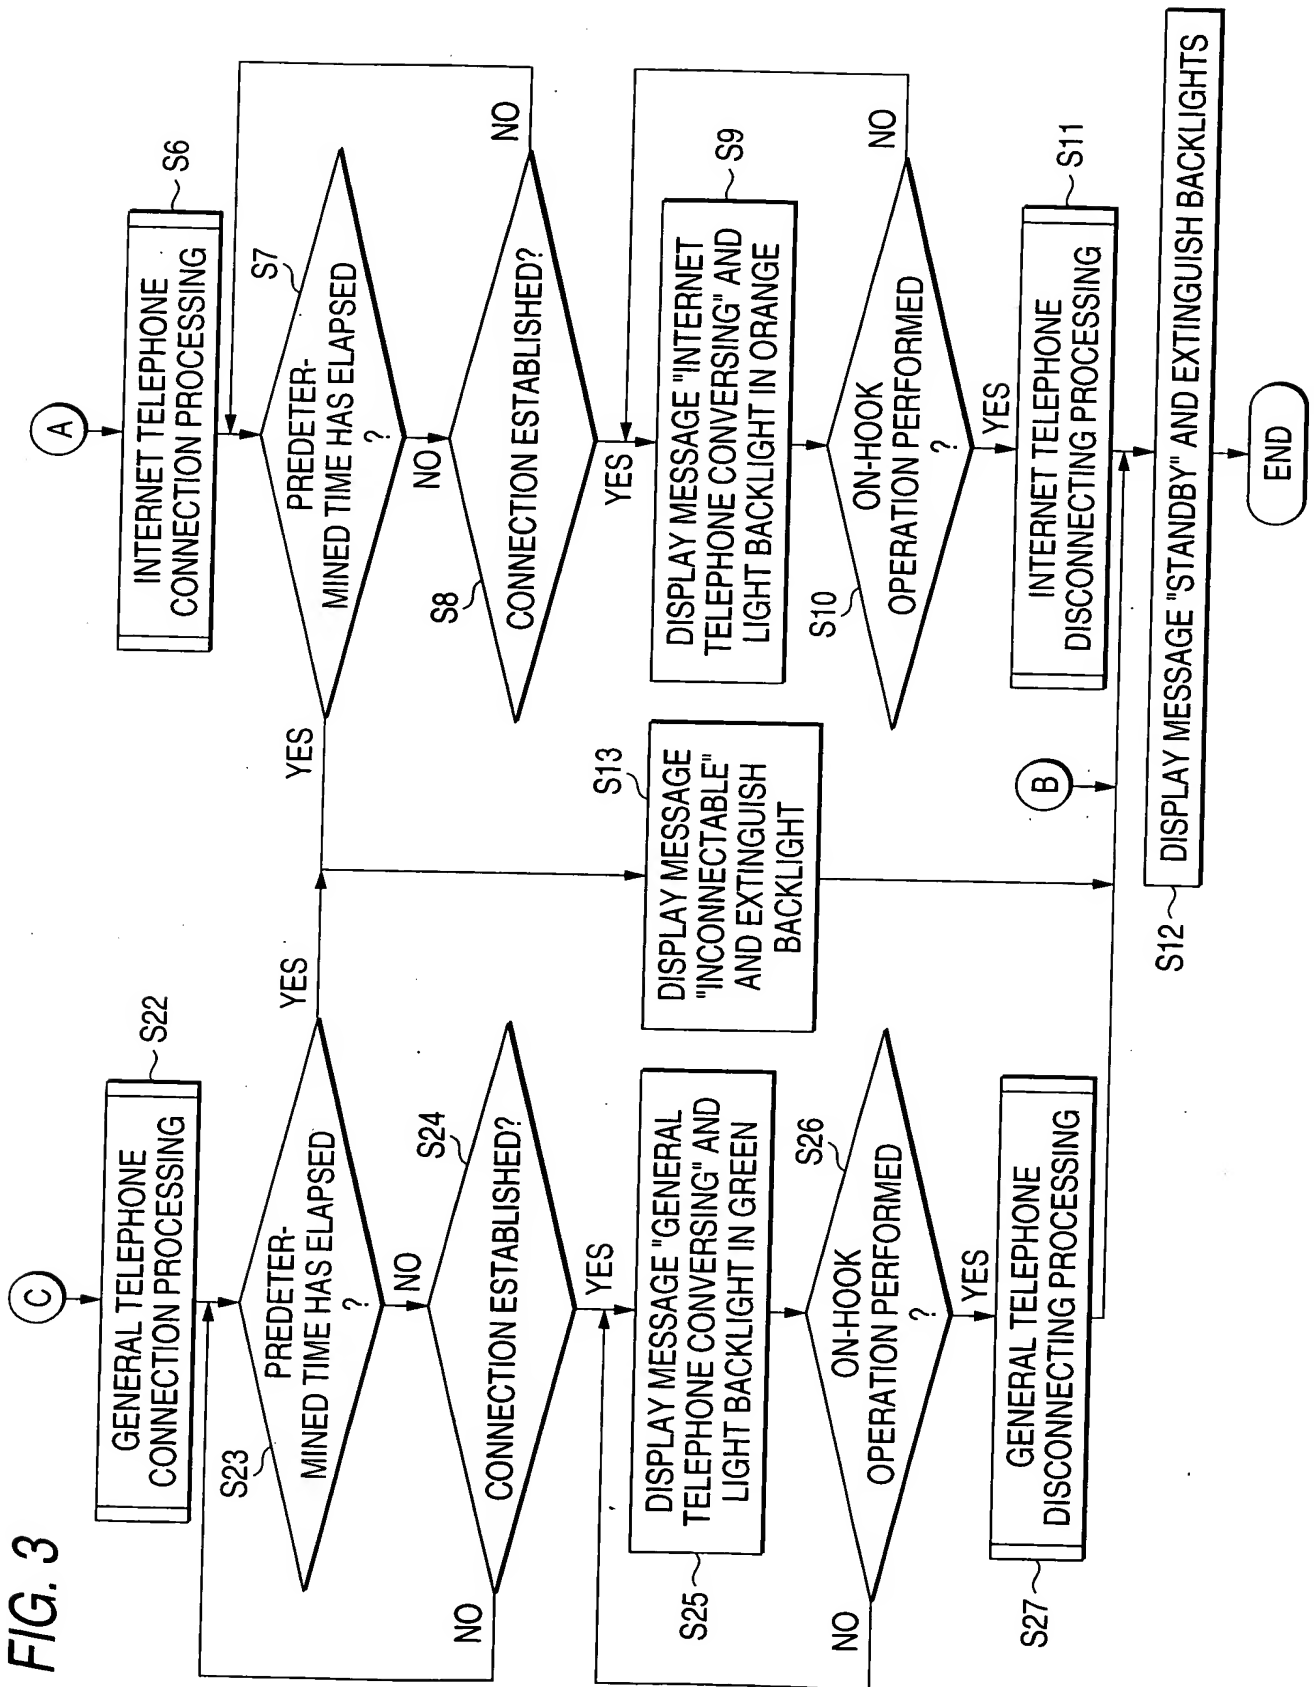 FIG. 3
C
GENERAL TELEPHONE
CONNECTION PROCESSING
S22
PREDETER-
MINED TIME HAS ELAPSED
?
S23
YES
NO
CONNECTION ESTABLISHED?
S24
NO
YES
DISPLAY MESSAGE "GENERAL
TELEPHONE CONVERSING" AND
LIGHT BACKLIGHT IN GREEN
S25
ON-HOOK
OPERATION PERFORMED
?
S26
NO
YES
GENERAL TELEPHONE
DISCONNECTING PROCESSING
S27
A
INTERNET TELEPHONE
CONNECTION PROCESSING
S6
PREDETER-
MINED TIME HAS ELAPSED
?
S7
YES
NO
CONNECTION ESTABLISHED?
S8
NO
YES
DISPLAY MESSAGE "INTERNET
TELEPHONE CONVERSING" AND
LIGHT BACKLIGHT IN ORANGE
S9
ON-HOOK
OPERATION PERFORMED
?
S10
NO
YES
INTERNET TELEPHONE
DISCONNECTING PROCESSING
S11
DISPLAY MESSAGE
"INCONNECTABLE"
AND EXTINGUISH
BACKLIGHT
S13
B
DISPLAY MESSAGE "STANDBY" AND EXTINGUISH BACKLIGHTS
S12
END